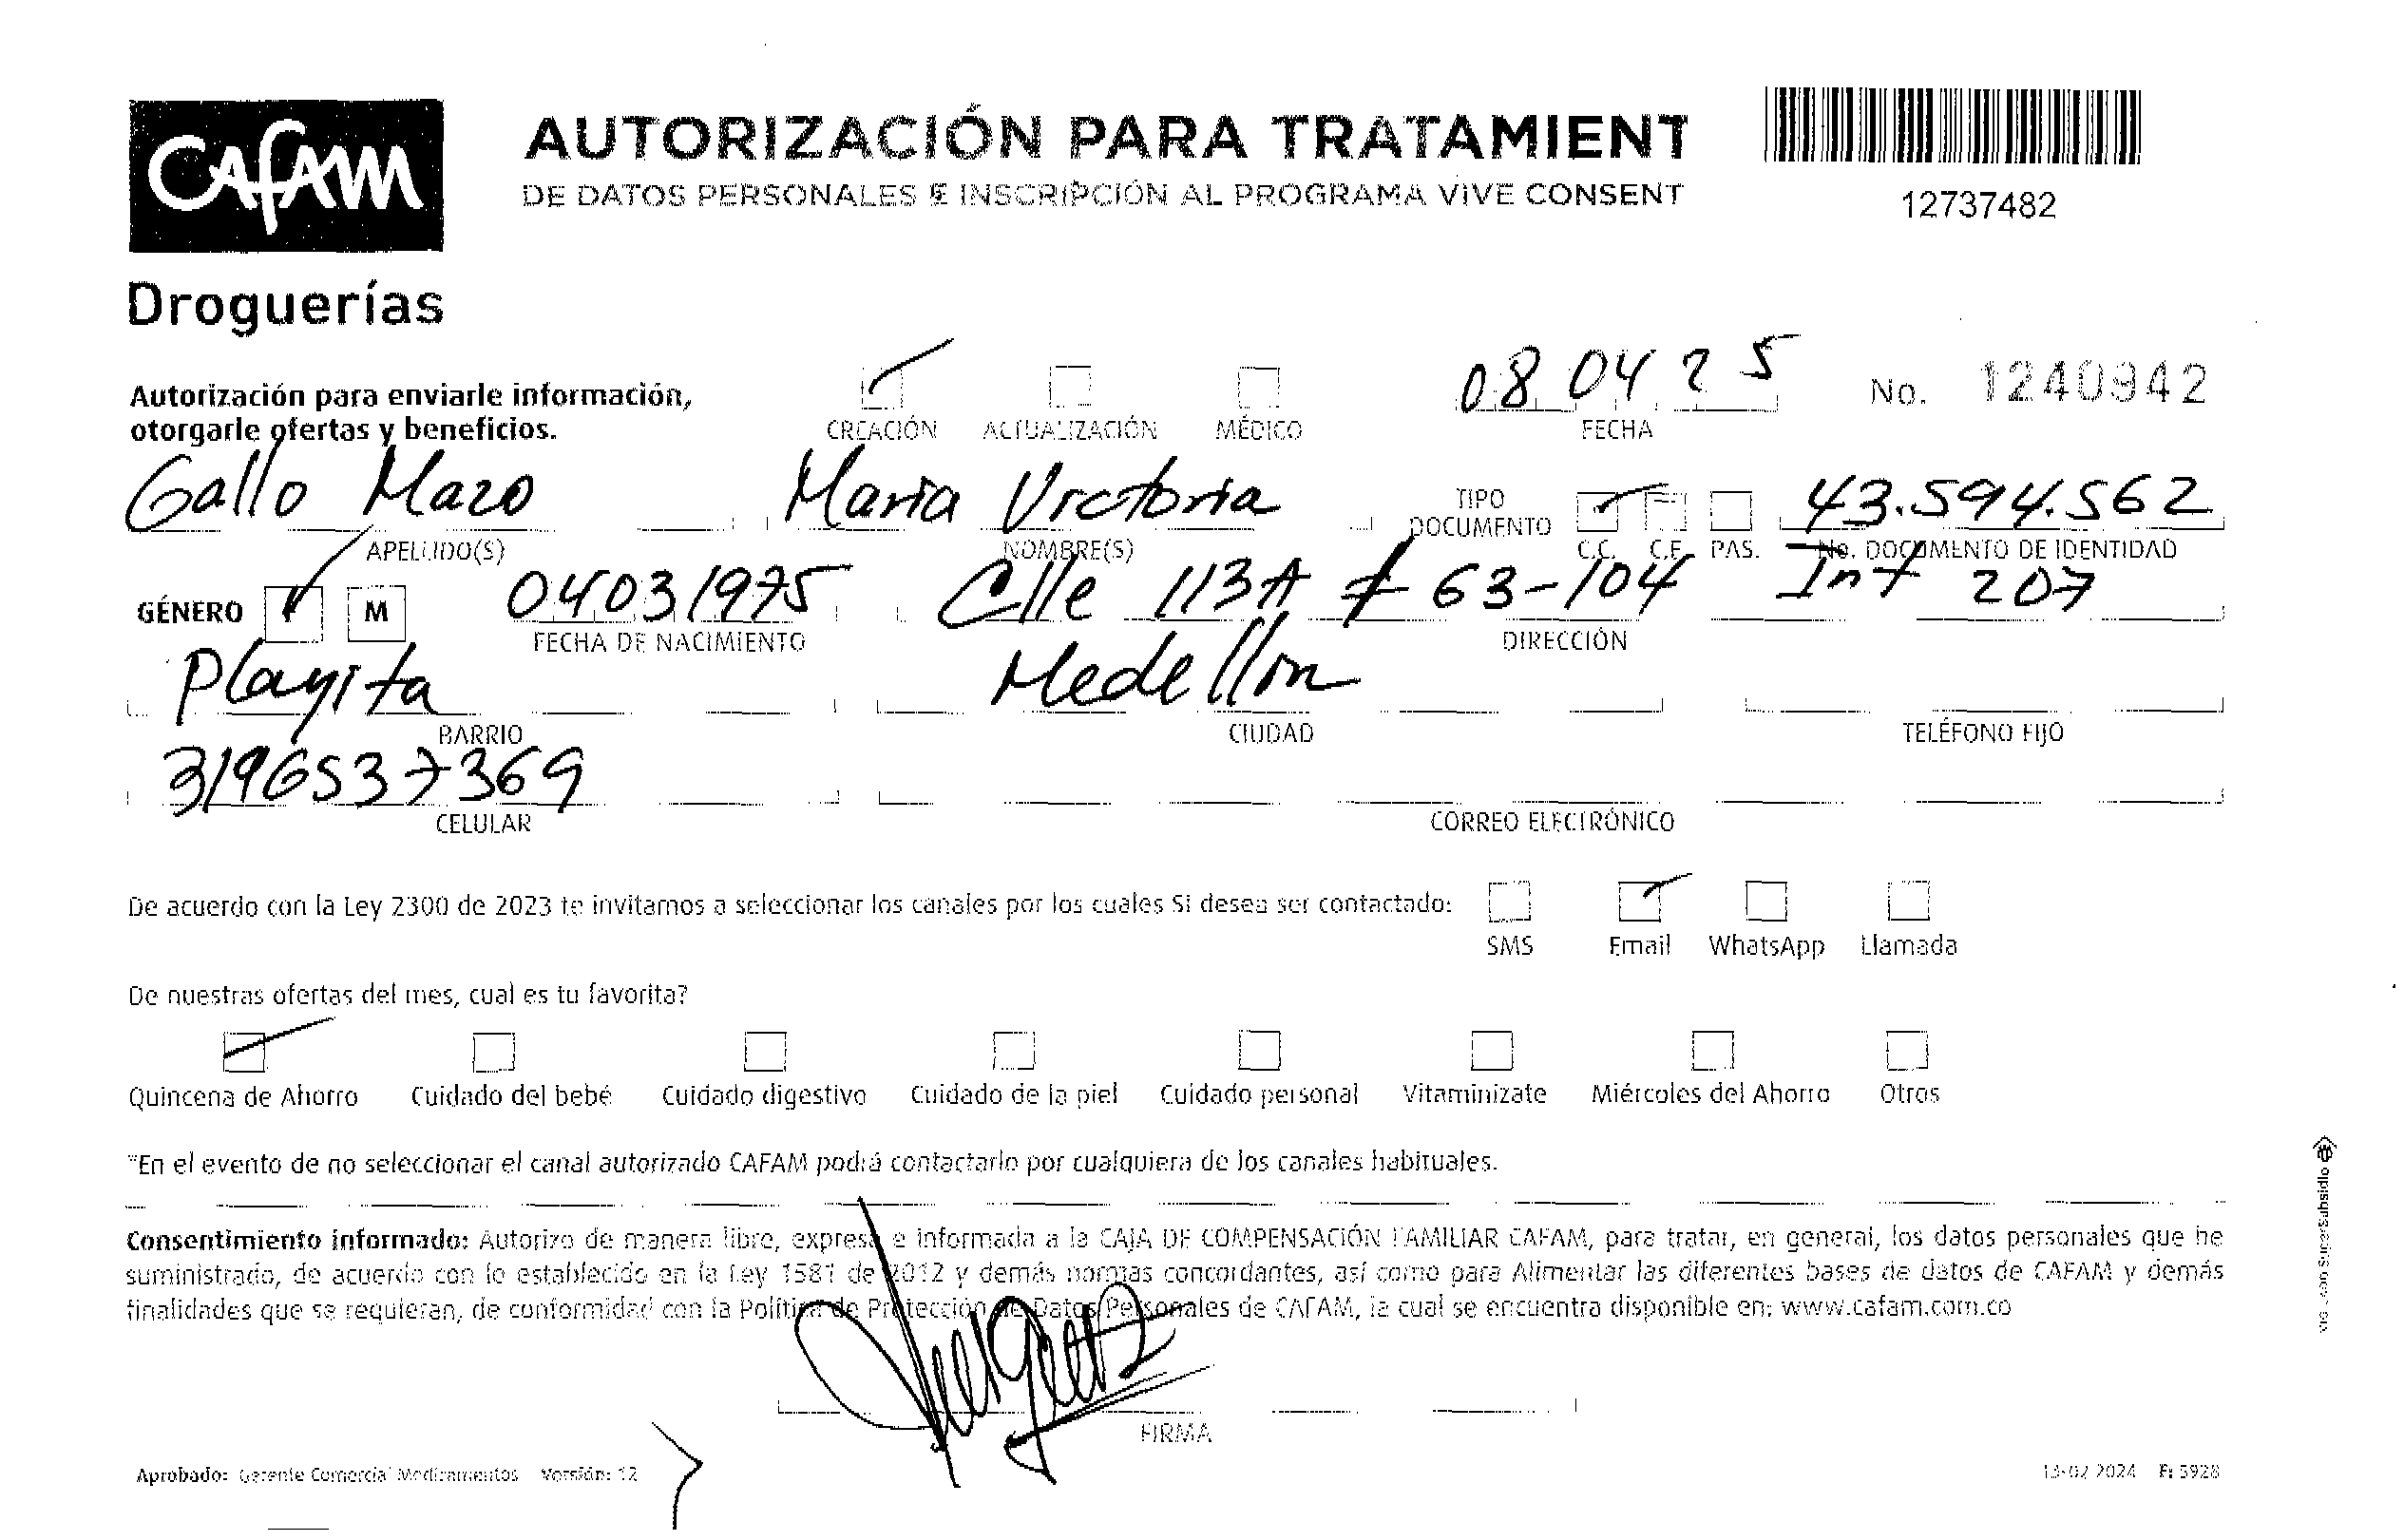 CAFAM
Droguerías
AUTORIZACIÓN PARA TRATAMIENT
DE DATOS PERSONALES E INSCRIPCIÓN AL PROGRAMA VIVE CONSENT
12737482
Autorización para enviarle información,
otorgarle ofertas y beneficios.
CREACIÓN ACTUALIZACIÓN MÉDICO
08 04 25
FECHA
No. 1240942
Gallo Mazo Maria Victoria
TIPO DOCUMENTO C.C. C.E. PAS.
43.594.562
APELLIDO(S) NOMBRE(S) No. DOCUMENTO DE IDENTIDAD
GÉNERO M 04031975 Clle 113A # 63-104 Int 207
FECHA DE NACIMIENTO DIRECCIÓN
Playita Medellin
BARRIO CIUDAD TELÉFONO FIJO
3196537369
CELULAR CORREO ELECTRÓNICO
De acuerdo con la Ley 2300 de 2023 te invitamos a seleccionar los canales por los cuales Si desea ser contactado:
SMS Email WhatsApp Llamada
De nuestras ofertas del mes, cual es tu favorita?
Quincena de Ahorro Cuidado del bebé Cuidado digestivo Cuidado de la piel Cuidado personal Vitaminizate Miércoles del Ahorro Otros
"En el evento de no seleccionar el canal autorizado CAFAM podrá contactarlo por cualquiera de los canales habituales.
Consentimiento informado: Autorizo de manera libre, expresa e informada a la CAJA DE COMPENSACIÓN FAMILIAR CAFAM, para tratar, en general, los datos personales que he
suministrado, de acuerdo con lo establecido en la Ley 1581 de 2012 y demás normas concordantes, así como para Alimentar las diferentes bases de datos de CAFAM y demás
finalidades que se requieran, de conformidad con la Política de Protección de Datos Personales de CAFAM, la cual se encuentra disponible en: www.cafam.com.co
FIRMA
Aprobado: Gerente Comercial Medicamentos Versión: 12
13-02 2024 F: 5928
SuperSubsidio